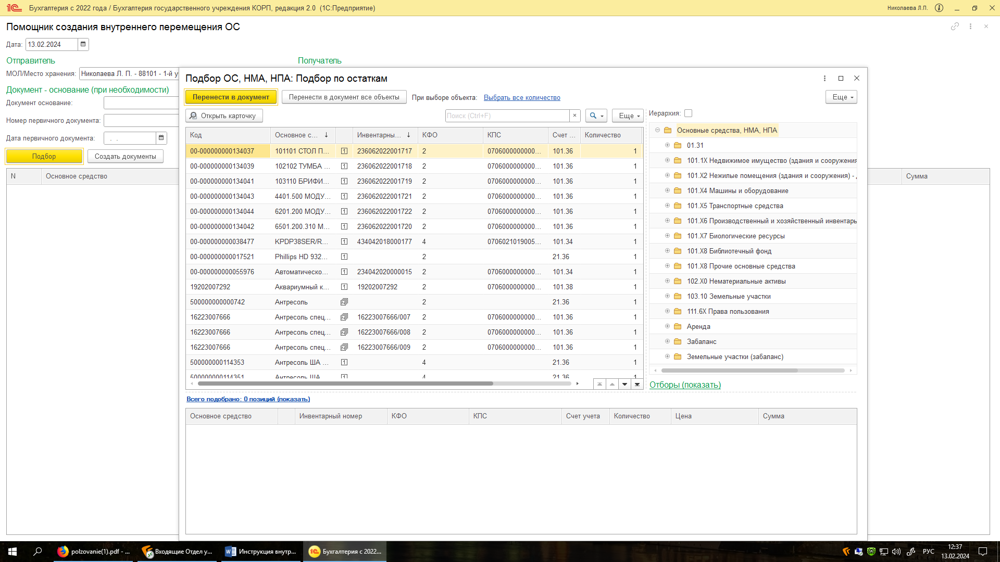 Бухгалтерия с 2022 года / Бухгалтерия государственного учреждения КОРП, редакция 2.0 (1С:Предприятие)
Николаева Л.П.
Помощник создания внутреннего перемещения ОС
Дата: 13.02.2024
Отправитель
Получатель
МОЛ/Место хранения: Николаева Л. П. - 88101 - 1-й у
Документ - основание (при необходимости)
Документ основание:
Номер первичного документа:
Дата первичного документа: . .
Подбор
Создать документы
N Основное средство
Сумма
Подбор ОС, НМА, НПА: Подбор по остаткам
Перенести в документ
Перенести в документ все объекты
При выборе объекта: Выбрать все количество
Еще
Открыть карточку
Поиск (Ctrl+F)
×
Еще
Иерархия:
Код Основное с... ↓ Инвентарны... ↓ КФО КПС Счет ... Количество
00-000000000134037 101101 СТОЛ П... 1 236062022001717 2 0706000000000... 101.36 1
00-000000000134039 102102 ТУМБА ... 1 236062022001718 2 0706000000000... 101.36 1
00-000000000134041 103110 БРИФИ... 1 236062022001719 2 0706000000000... 101.36 1
00-000000000134043 4401.500 МОДУ... 1 236062022001721 2 0706000000000... 101.36 1
00-000000000134044 6201.200 МОДУ... 1 236062022001722 2 0706000000000... 101.36 1
00-000000000134042 6501.200.310 М... 1 236062022001720 2 0706000000000... 101.36 1
00-000000000038477 KPDP38SER/R... 1 434042018000177 4 0706021019005... 101.34 1
00-000000000017521 Phillips HD 932... 1 2 21.36 1
00-000000000055976 Автоматическо... 1 234042020000015 2 0706000000000... 101.34 1
19202007292 Аквариумный к... 1 19202007292 2 0706000000000... 101.38 1
500000000000742 Антресоль N 2 21.36 1
16223007666 Антресоль спец... N 16223007666/007 2 0706000000000... 101.36 1
16223007666 Антресоль спец... N 16223007666/008 2 0706000000000... 101.36 1
16223007666 Антресоль спец... N 16223007666/009 2 0706000000000... 101.36 1
500000000114353 Антресоль ША ... 1 4 21.36 1
500000000114351 Антресоль ША ... 1 4 21.36 1
Основные средства, НМА, НПА
01.31
101.1X Недвижимое имущество (здания и сооружения
101.X2 Нежилые помещения (здания и сооружения) -
101.X4 Машины и оборудование
101.X5 Транспортные средства
101.X6 Производственный и хозяйственный инвентарь
101.X7 Биологические ресурсы
101.X8 Библиотечный фонд
101.X8 Прочие основные средства
102.X0 Нематериальные активы
103.10 Земельные участки
111.6X Права пользования
Аренда
Забаланс
Земельные участки (забаланс)
Отборы (показать)
Всего подобрано: 0 позиций (показать)
Основное средство Инвентарный номер КФО КПС Счет учета Количество Цена Сумма
polzovanie(1).pdf - ...
Входящие Отдел у...
Инструкция внутр...
Бухгалтерия с 2022...
РУС
12:37
13.02.2024